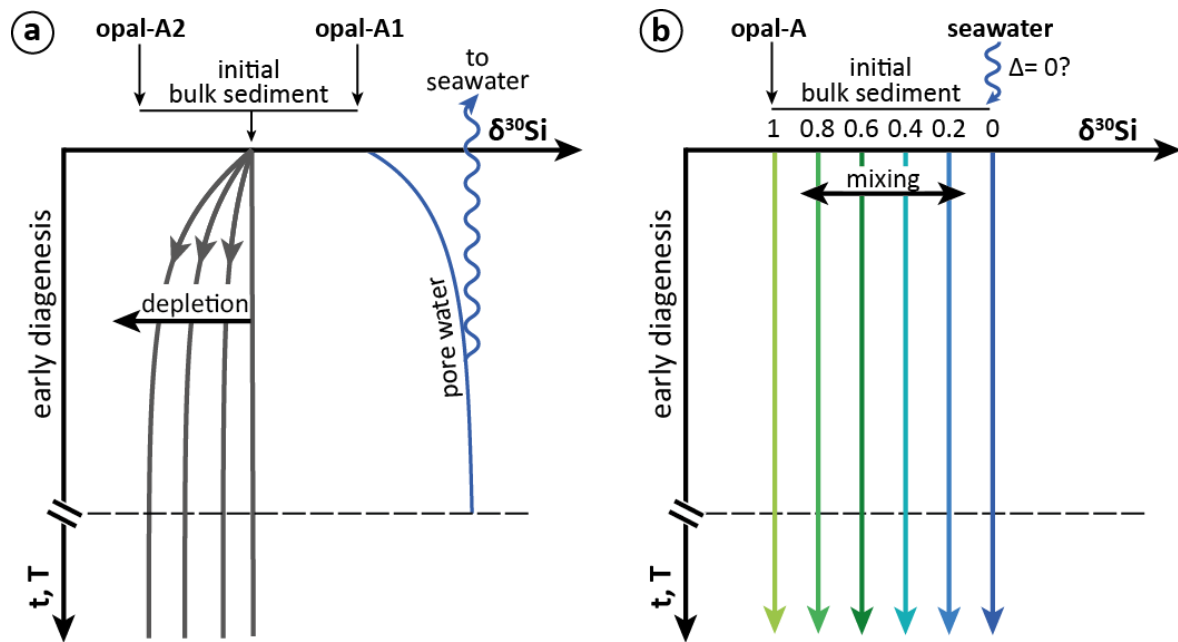 a
opal-A2
opal-A1
initial
bulk sediment
to
seawater
δ³⁰Si
early diagenesis
depletion
pore water
t, T
b
opal-A
seawater
initial
bulk sediment
Δ= 0?
1 0.8 0.6 0.4 0.2 0
δ³⁰Si
mixing
early diagenesis
t, T